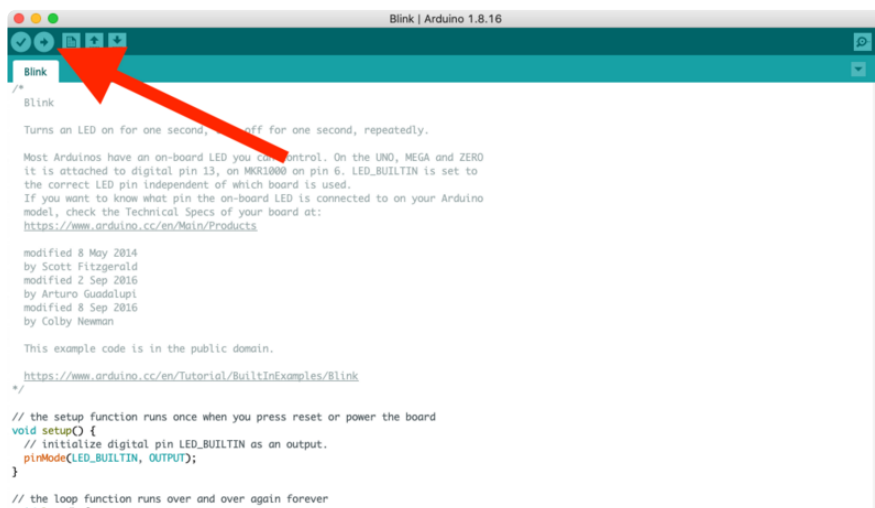 Blink | Arduino 1.8.16
Blink
/*
Blink
Turns an LED on for one second, off for one second, repeatedly.
Most Arduinos have an on-board LED you can control. On the UNO, MEGA and ZERO
it is attached to digital pin 13, on MKR1000 on pin 6. LED_BUILTIN is set to
the correct LED pin independent of which board is used.
If you want to know what pin the on-board LED is connected to on your Arduino
model, check the Technical Specs of your board at:
https://www.arduino.cc/en/Main/Products
modified 8 May 2014
by Scott Fitzgerald
modified 2 Sep 2016
by Arturo Guadalupi
modified 8 Sep 2016
by Colby Newman
This example code is in the public domain.
https://www.arduino.cc/en/Tutorial/BuiltInExamples/Blink
*/
// the setup function runs once when you press reset or power the board
void setup() {
// initialize digital pin LED_BUILTIN as an output.
pinMode(LED_BUILTIN, OUTPUT);
}
// the loop function runs over and over again forever